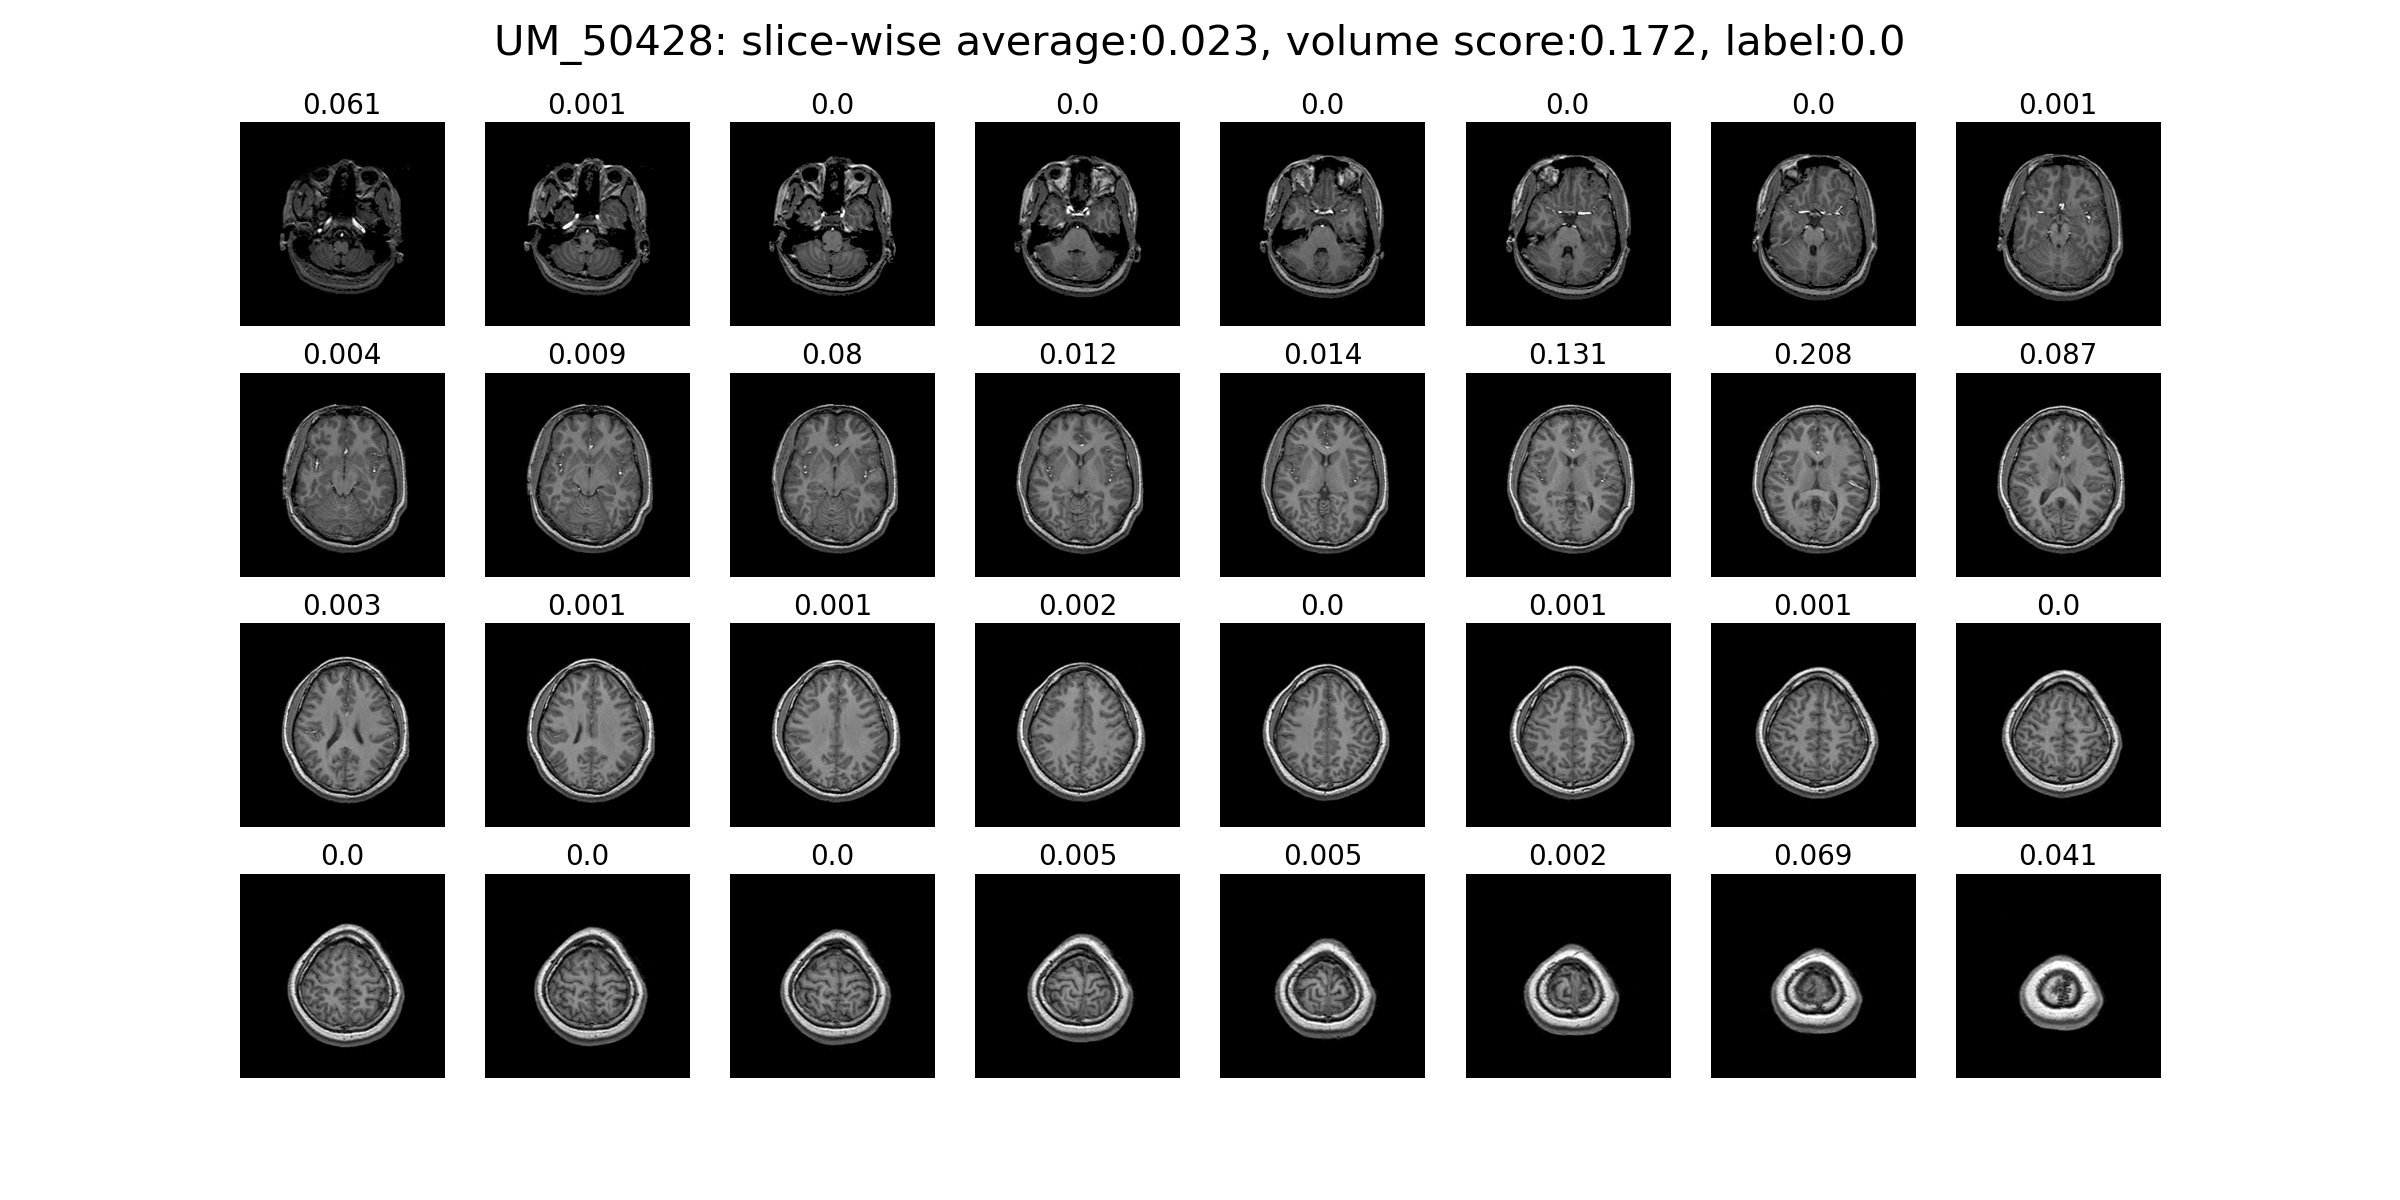 UM_50428: slice-wise average:0.023, volume score:0.172, label:0.0
0.061 0.001 0.0 0.0 0.0 0.0 0.0 0.001
0.004 0.009 0.08 0.012 0.014 0.131 0.208 0.087
0.003 0.001 0.001 0.002 0.0 0.001 0.001 0.0
0.0 0.0 0.0 0.005 0.005 0.002 0.069 0.041